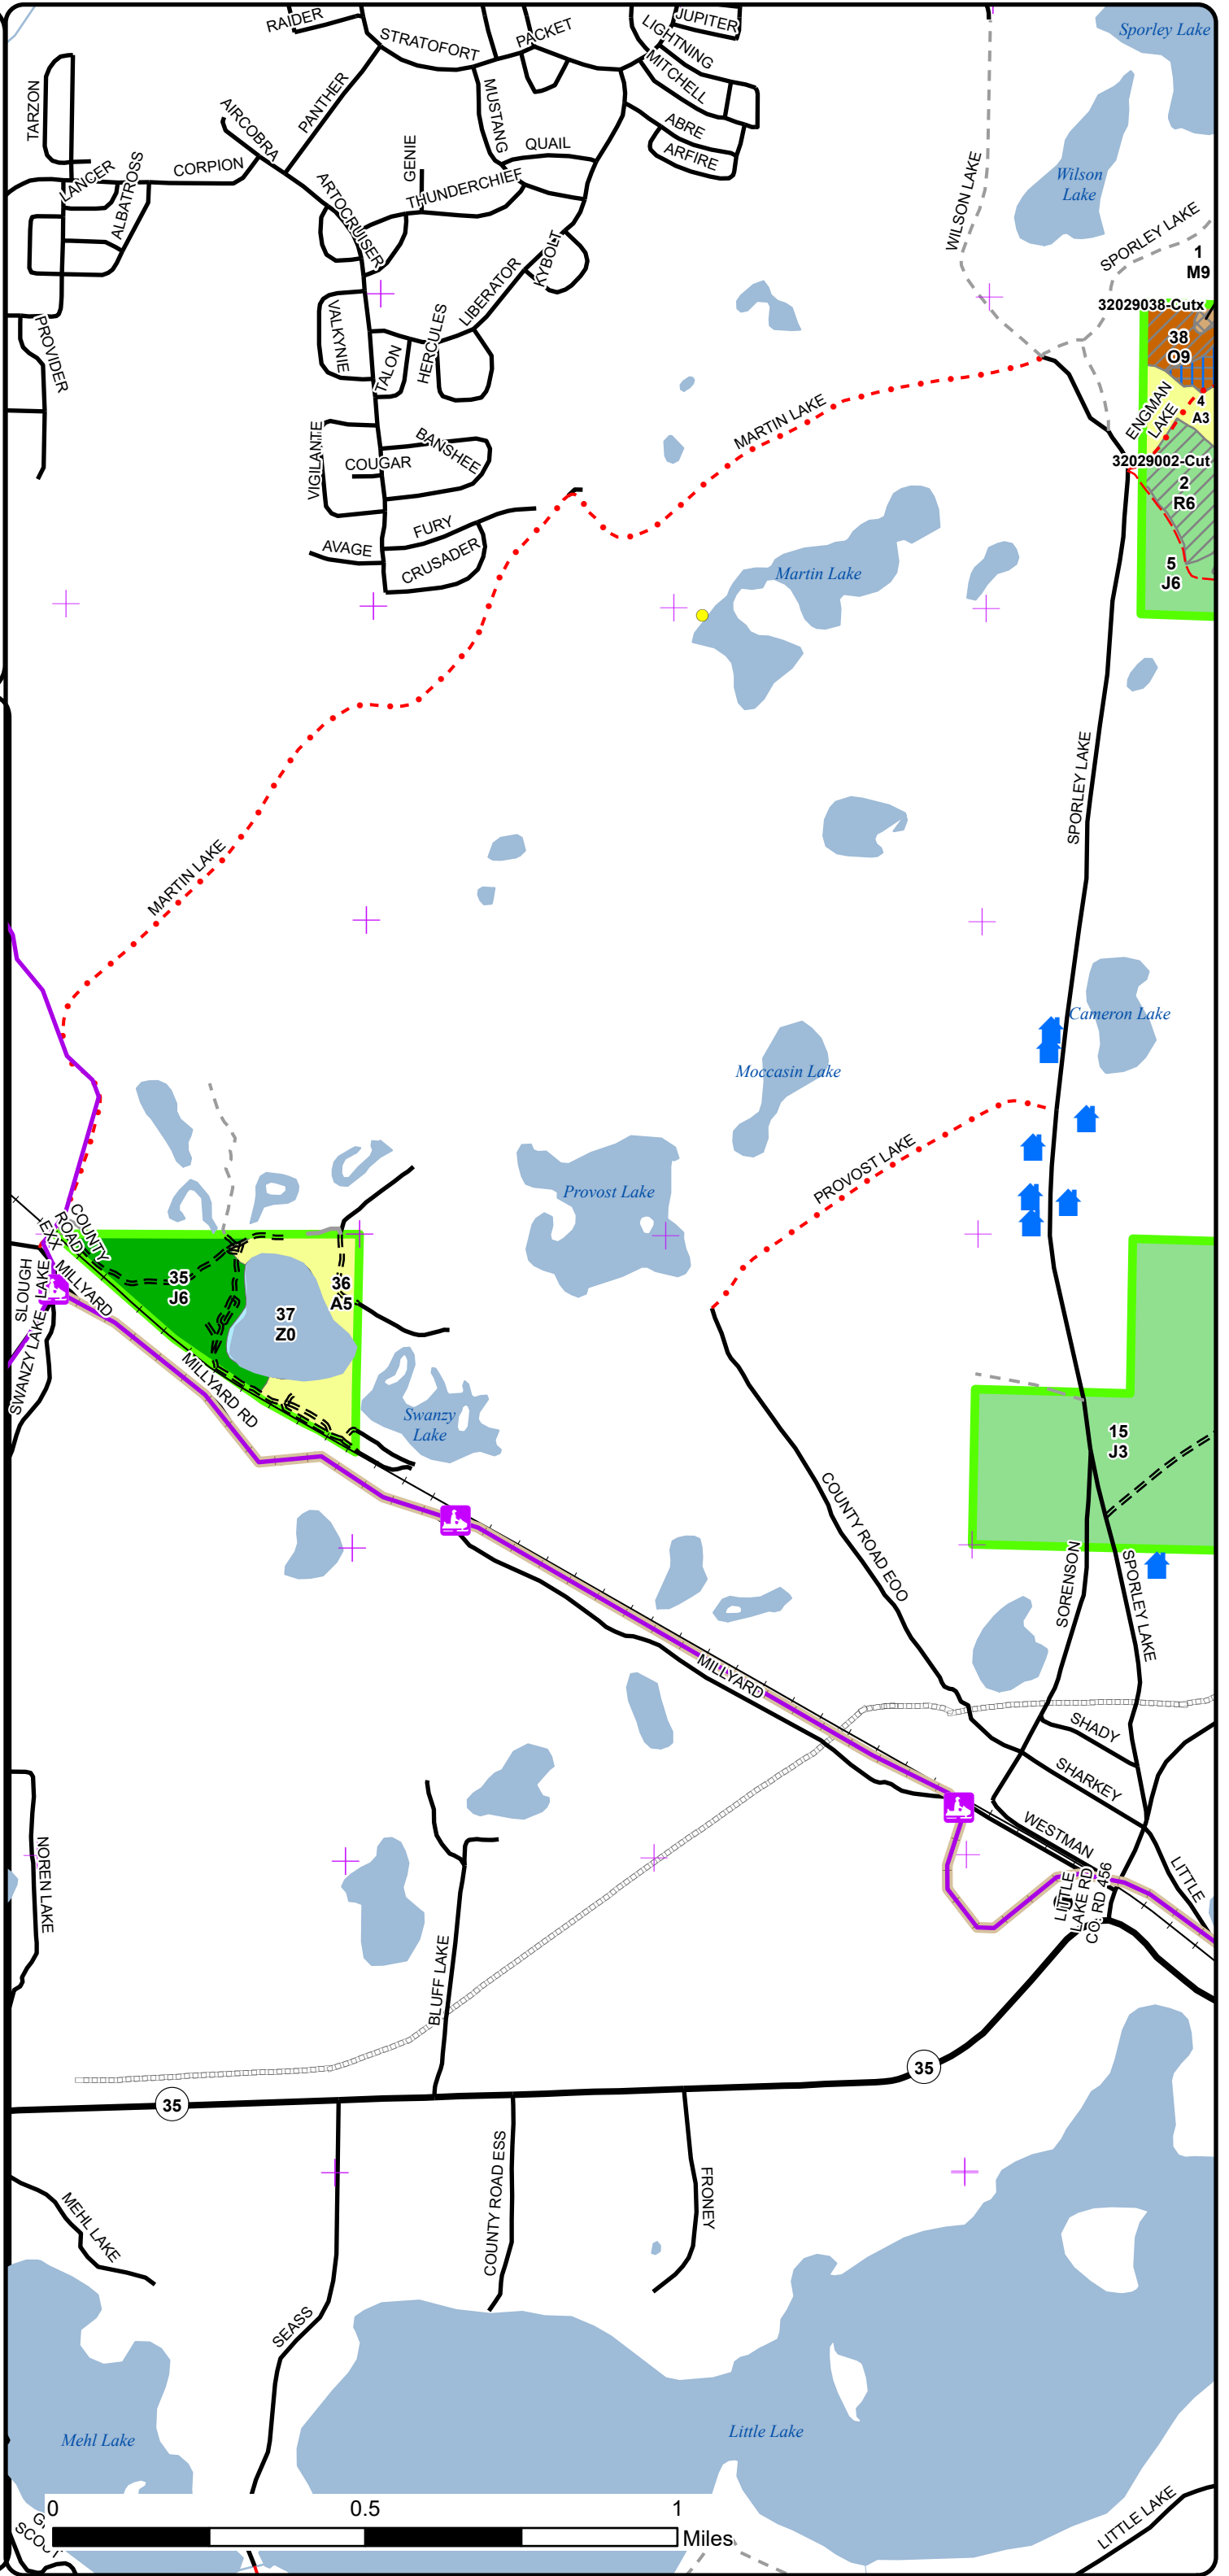 RAIDER
STRATOFORT
PACKET
JUPITER
LIGHTNING
MITCHELL
Sporley Lake
TARZON
PANTHER
AIRCOBRA
MUSTANG
ABRE
QUAIL
ARFIRE
GENIE
CORPION
LANCER
ALBATROSS
THUNDERCHIEF
ARTOCRUISER
WILSON LAKE
Wilson
Lake
SPORLEY LAKE
1
M9
KYBOLT
LIBERATOR
32029038-Cutx
38
O9
PROVIDER
VALKYNIE
HERCULES
TALON
4
A3
ENGMAN
LAKE
MARTIN LAKE
VIGILANTE
BANSHEE
COUGAR
32029002-Cut
2
R6
FURY
AVAGE
CRUSADER
5
J6
Martin Lake
SPORLEY LAKE
MARTIN LAKE
Cameron Lake
Moccasin Lake
PROVOST LAKE
Provost Lake
COUNTY
ROAD
EXX
SLOUGH
LAKE
MILLYARD
35
J6
36
A5
37
Z0
SWANZY LAKE
MILLYARD RD
Swanzy
Lake
15
J3
COUNTY ROAD EOO
SORENSON
SPORLEY LAKE
MILLYARD
SHADY
SHARKEY
WESTMAN
LITTLE
NOREN LAKE
LITTLE
LAKE RD
CO. RD 456
BLUFF LAKE
35
35
MEHL LAKE
COUNTY ROAD ESS
FRONEY
SEASS
Mehl Lake
Little Lake
0
0.5
1
Miles
SCOUT
LITTLE LAKE